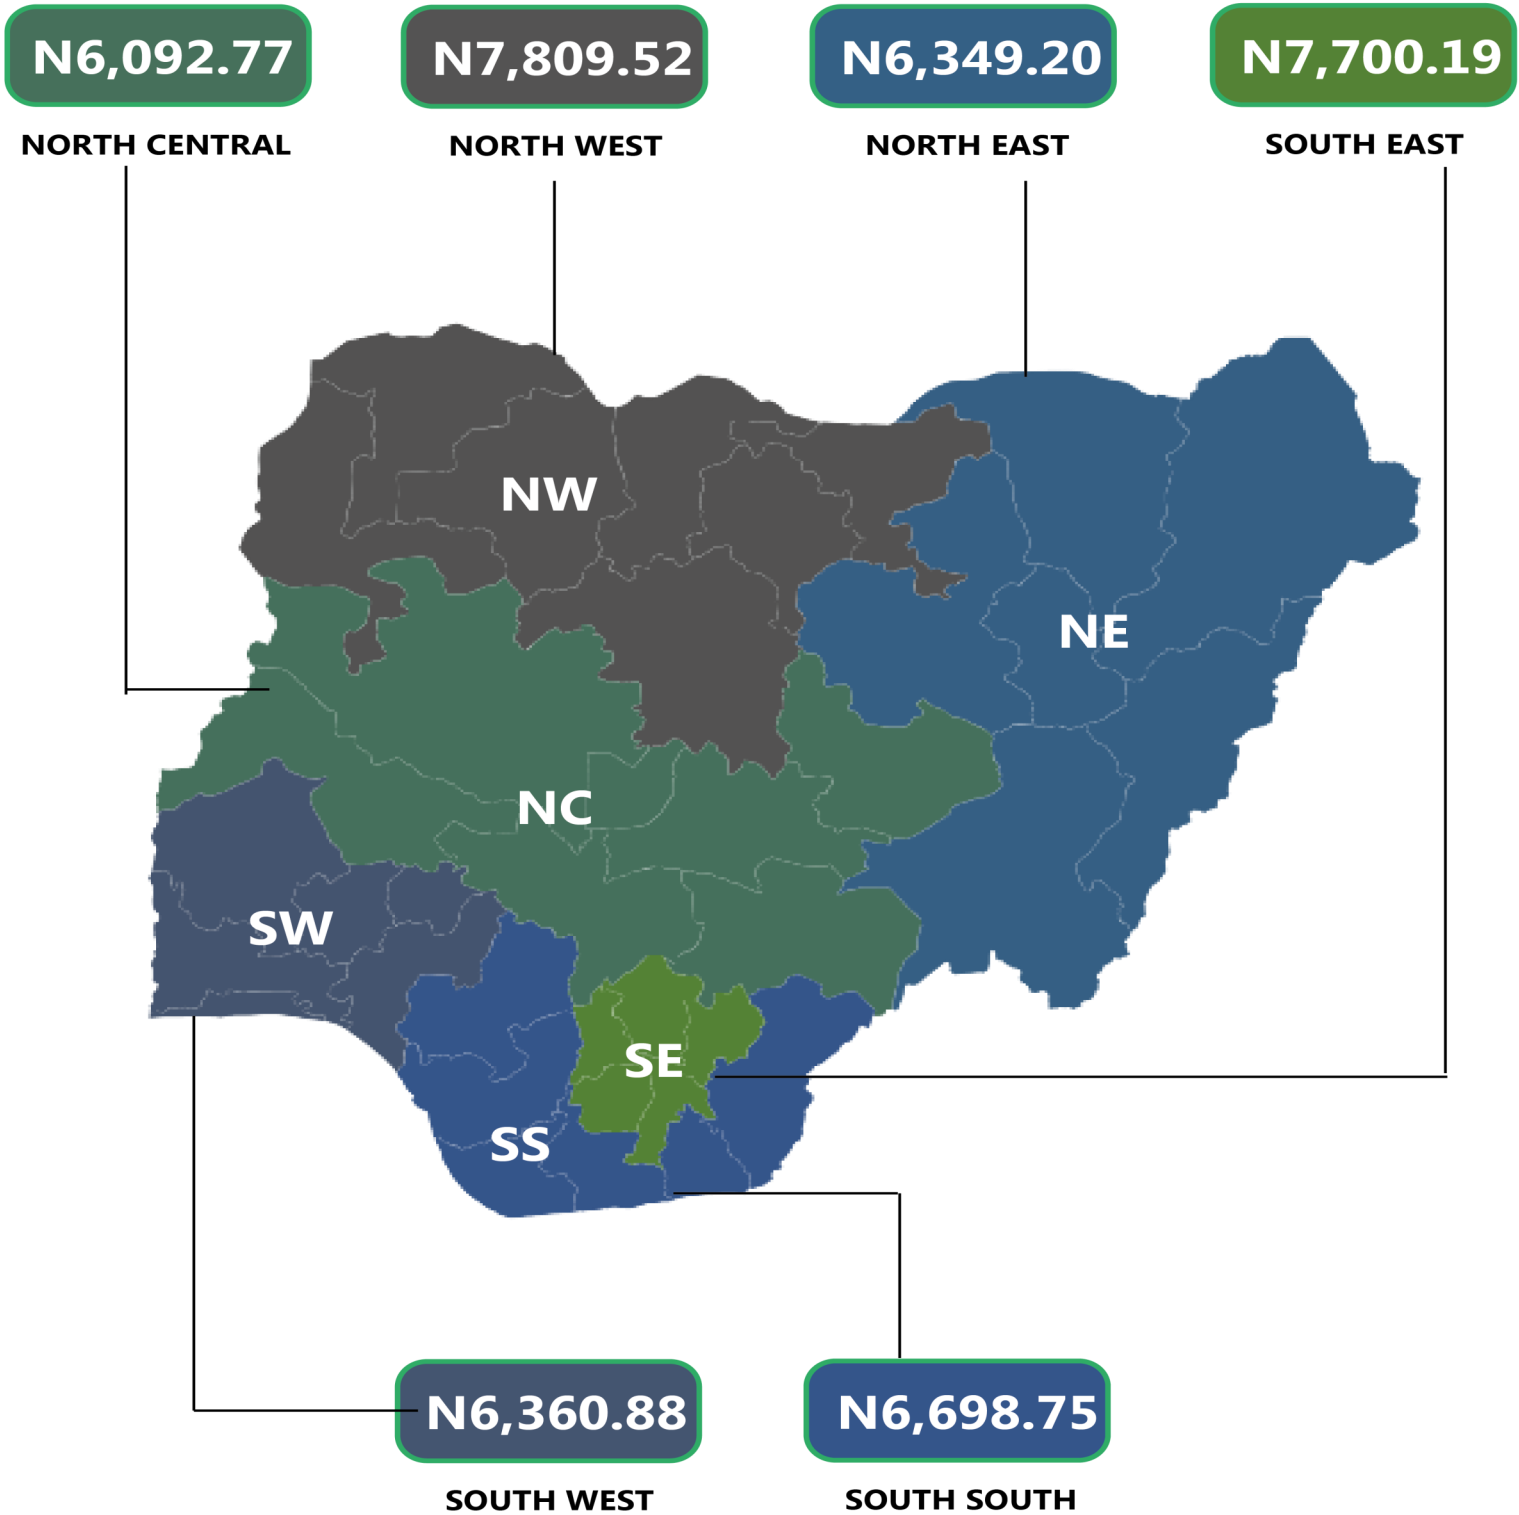 N6,092.77
NORTH CENTRAL
N7,809.52
NORTH WEST
N6,349.20
NORTH EAST
N7,700.19
SOUTH EAST
NW
NE
NC
SW
SE
SS
N6,360.88
SOUTH WEST
N6,698.75
SOUTH SOUTH